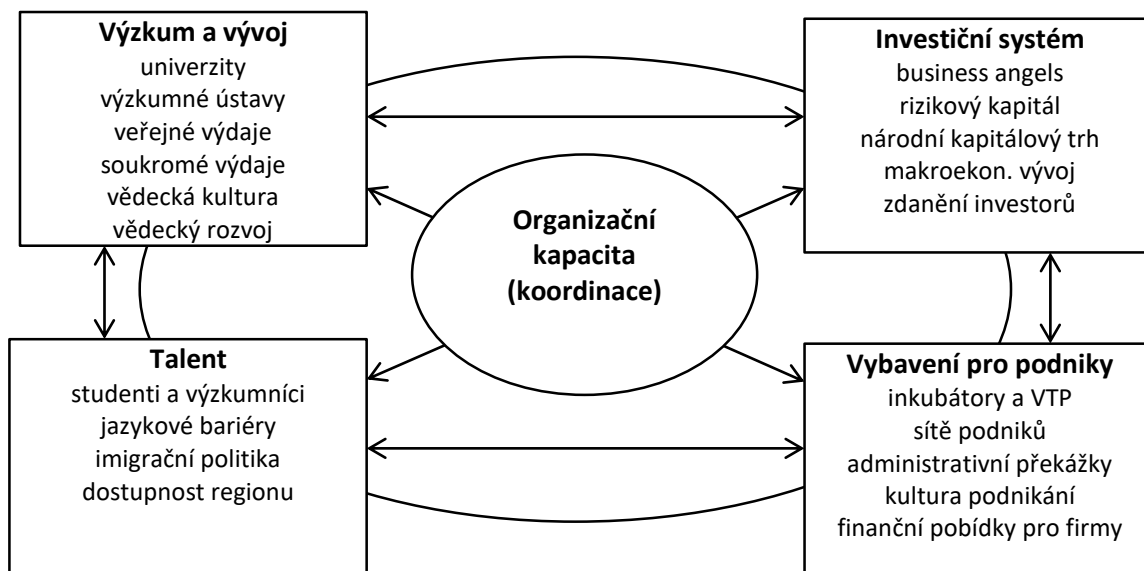 Výzkum a vývoj
univerzity
výzkumné ústavy
veřejné výdaje
soukromé výdaje
vědecká kultura
vědecký rozvoj
Investiční systém
business angels
rizikový kapitál
národní kapitálový trh
makroekon. vývoj
zdanění investorů
Organizační
kapacita
(koordinace)
Talent
studenti a výzkumníci
jazykové bariéry
imigrační politika
dostupnost regionu
Vybavení pro podniky
inkubátory a VTP
sítě podniků
administrativní překážky
kultura podnikání
finanční pobídky pro firmy